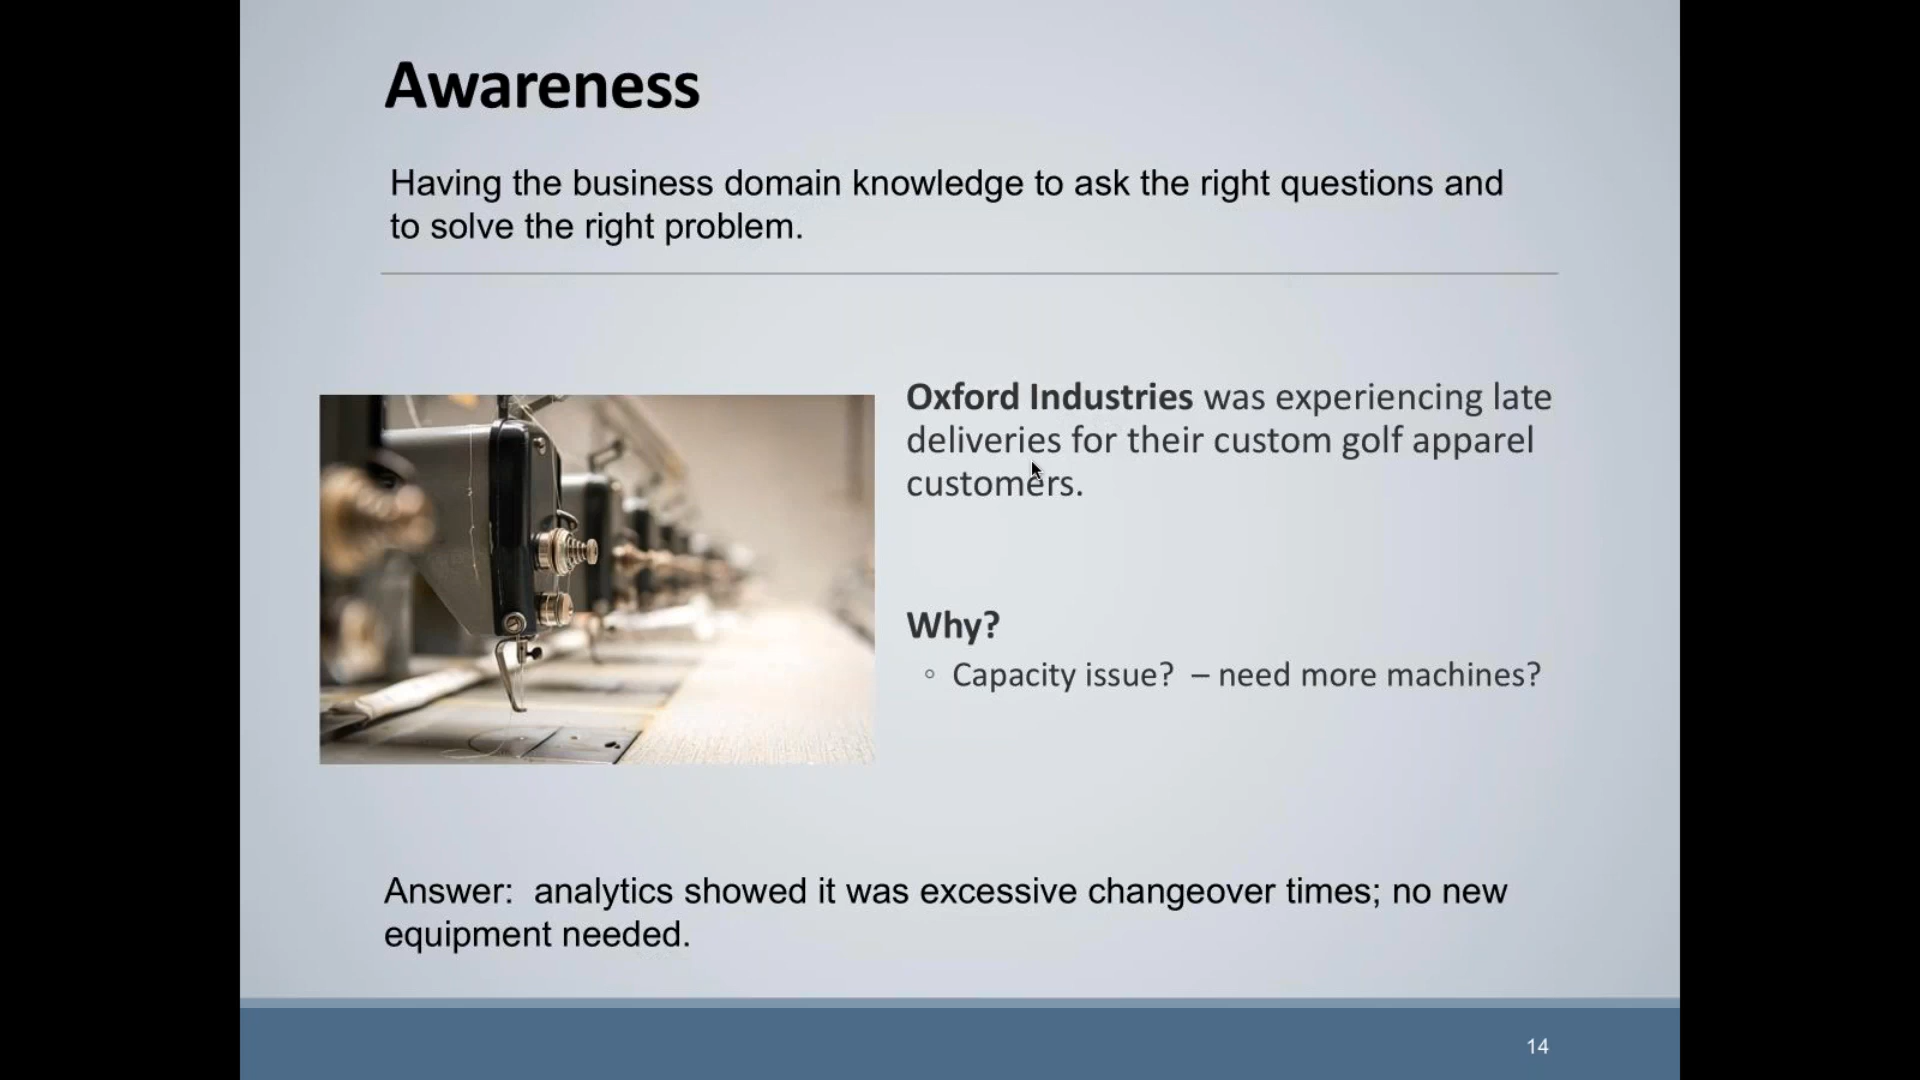 Awareness
Having the business domain knowledge to ask the right questions and
to solve the right problem.
Oxford Industries was experiencing late
deliveries for their custom golf apparel
customers.
Why?
◦ Capacity issue?  – need more machines?
Answer:  analytics showed it was excessive changeover times; no new
equipment needed.
14